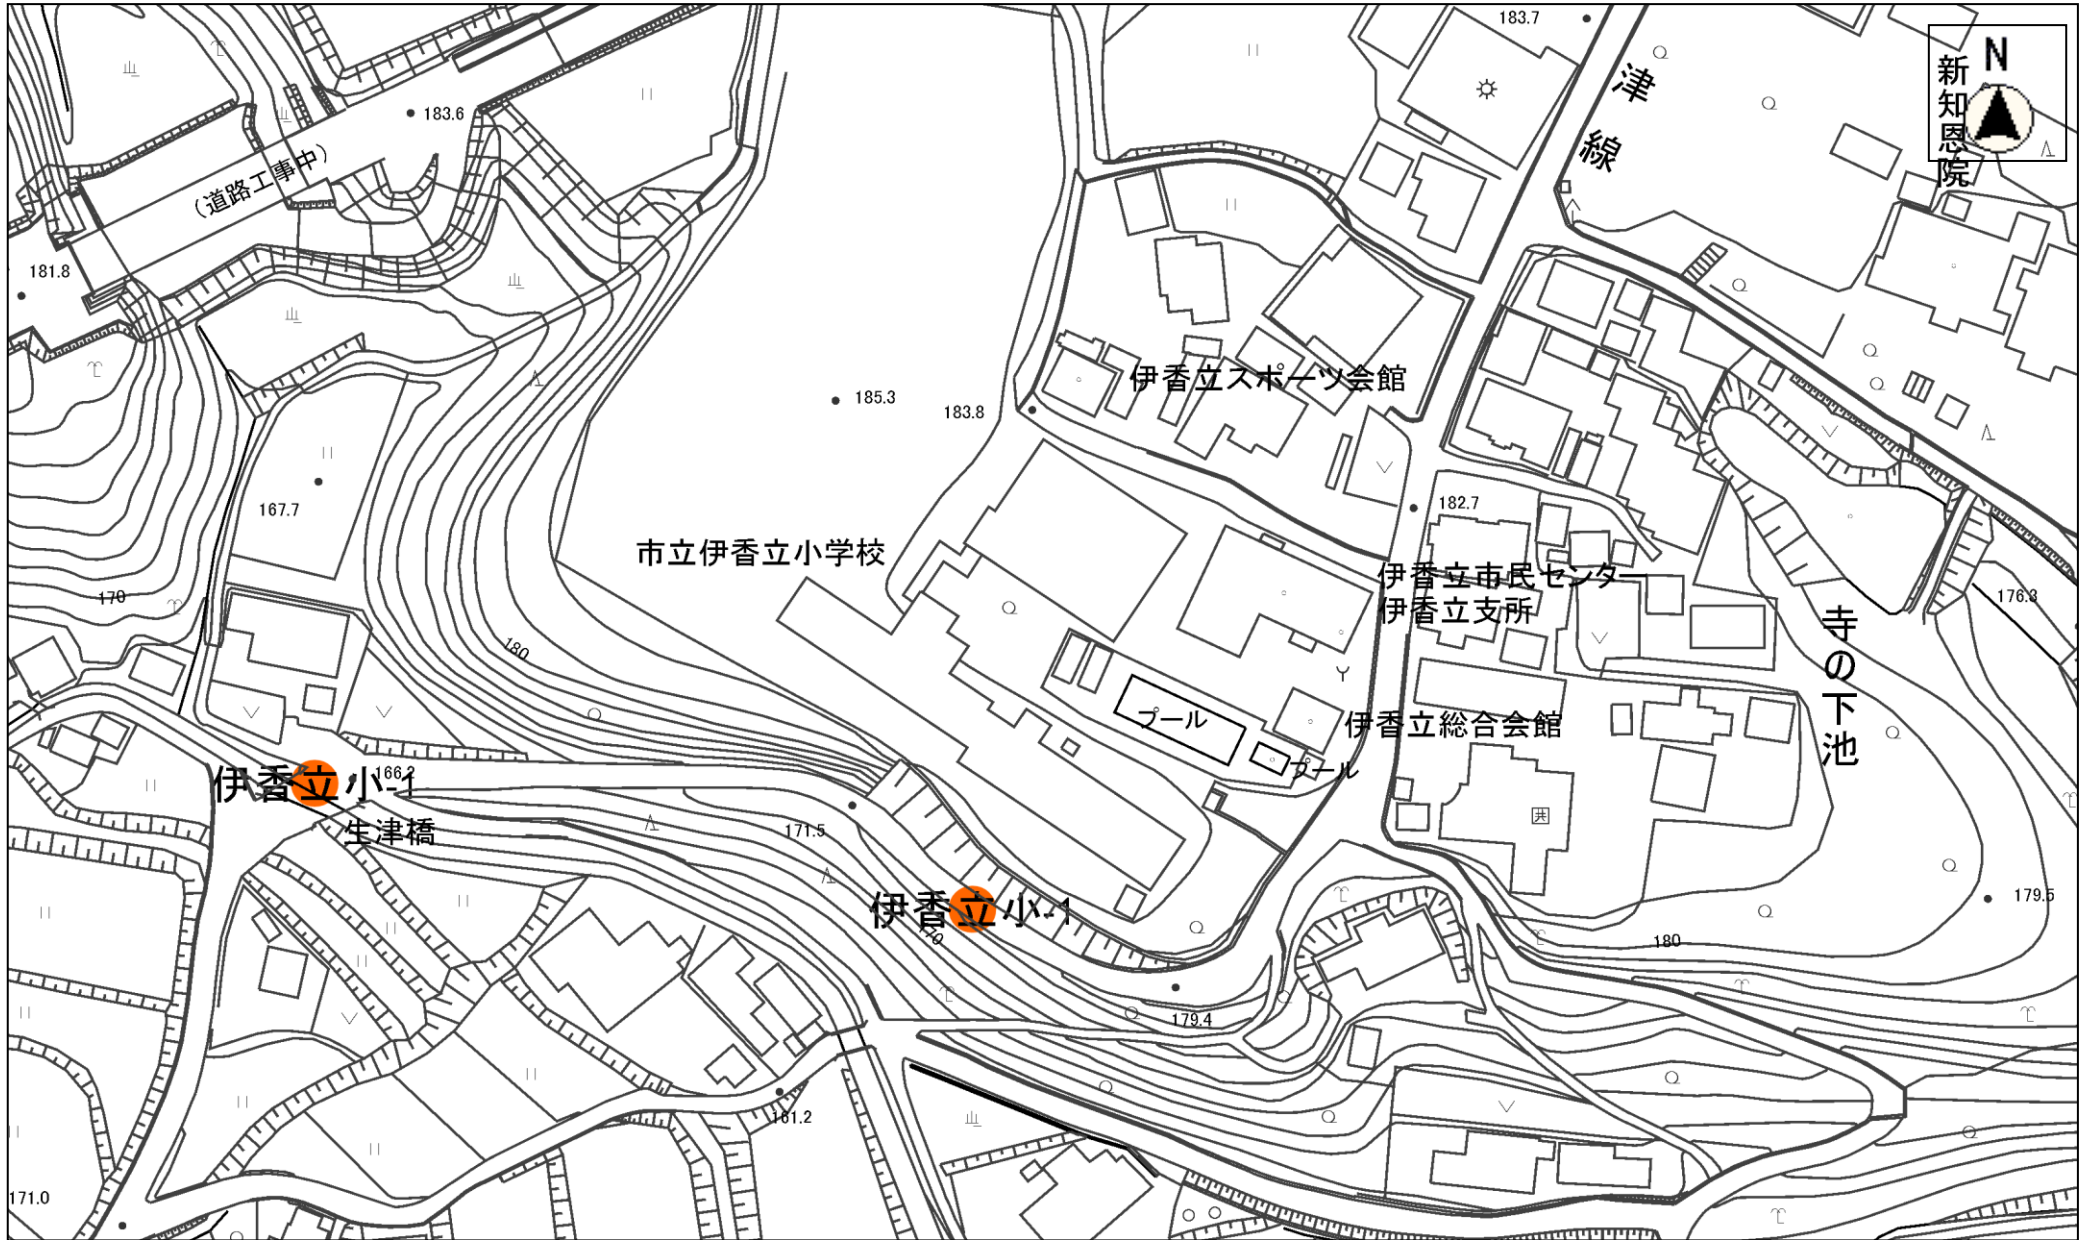 183.7
N
津
線
新知恩院
183.6
(道路工事中)
181.8
伊香立スポーツ会館
185.3
183.8
167.7
182.7
市立伊香立小学校
伊香立市民センター
伊香立支所
170
176.3
180
寺の下池
プール
伊香立総合会館
プール
伊香立小-1
166.2
生津橋
171.5
伊香立小-1
170
179.5
180
179.4
161.2
171.0